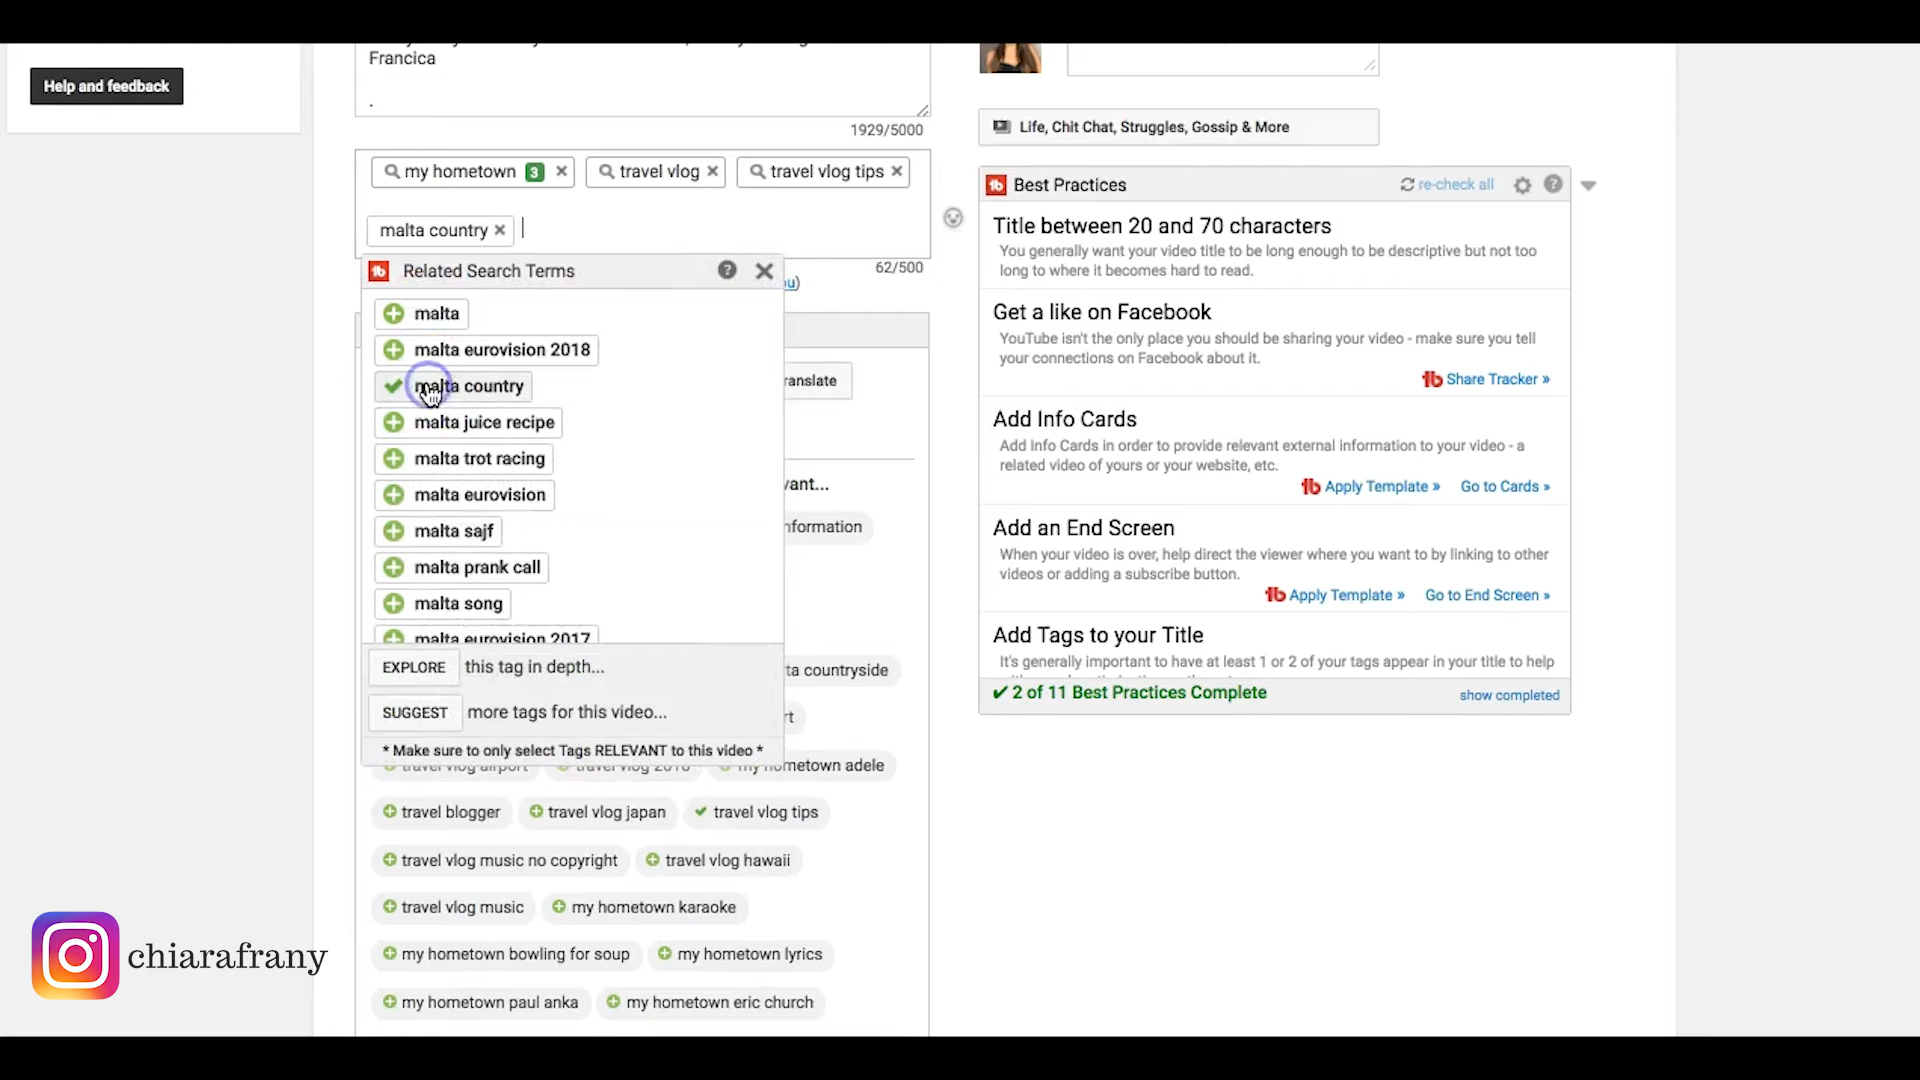 Help and feedback
Francica
.
1929/5000
my hometown 3 × travel vlog × travel vlog tips ×
malta country ×
62/500
Related Search Terms
malta
malta eurovision 2018
malta country
malta juice recipe
malta trot racing
malta eurovision
malta sajf
malta prank call
malta song
malta eurovision 2017
EXPLORE this tag in depth...
SUGGEST more tags for this video...
* Make sure to only select Tags RELEVANT to this video *
travel vlog airport travel vlog 2018 my hometown adele
travel blogger travel vlog japan travel vlog tips
travel vlog music no copyright travel vlog hawaii
travel vlog music my hometown karaoke
my hometown bowling for soup my hometown lyrics
my hometown paul anka my hometown eric church
Life, Chit Chat, Struggles, Gossip & More
Best Practices re-check all
Title between 20 and 70 characters
You generally want your video title to be long enough to be descriptive but not too
long to where it becomes hard to read.
Get a like on Facebook
YouTube isn't the only place you should be sharing your video - make sure you tell
your connections on Facebook about it.
Share Tracker »
Add Info Cards
Add Info Cards in order to provide relevant external information to your video - a
related video of yours or your website, etc.
Apply Template » Go to Cards »
Add an End Screen
When your video is over, help direct the viewer where you want to by linking to other
videos or adding a subscribe button.
Apply Template » Go to End Screen »
Add Tags to your Title
It's generally important to have at least 1 or 2 of your tags appear in your title to help
2 of 11 Best Practices Complete show completed
chiarafrany